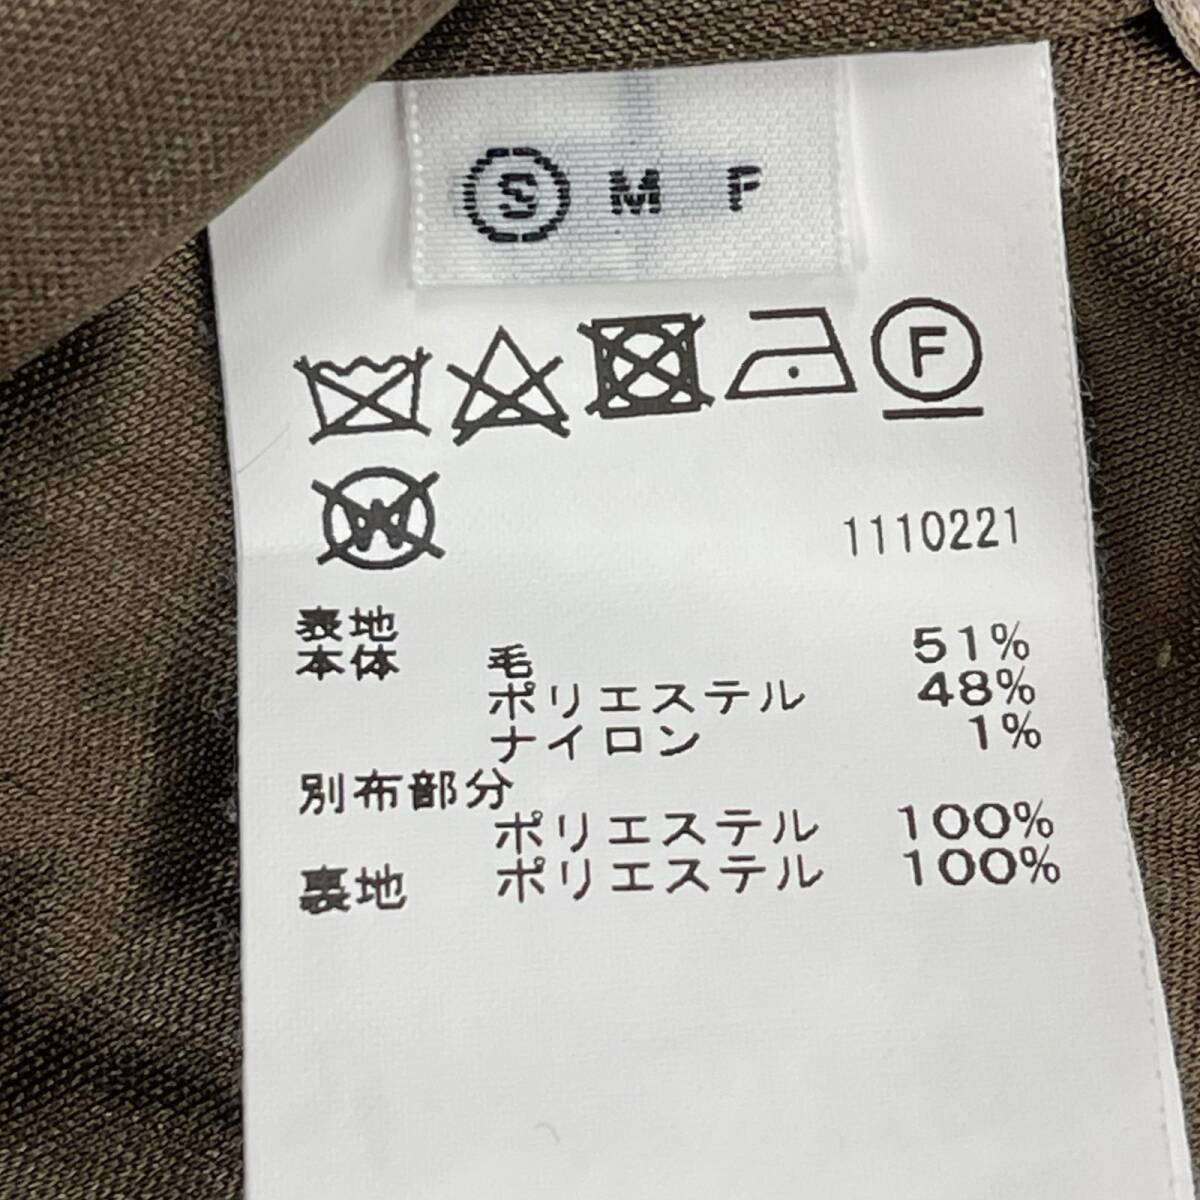 S M F
F
W
1110221
表地
本体 毛 51%
ポリエステル 48%
ナイロン 1%
別布部分
ポリエステル 100%
裏地 ポリエステル 100%